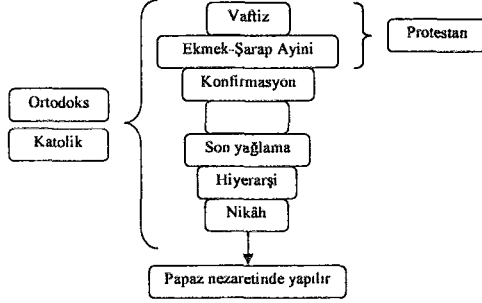 Vaftiz
Ekmek-Şarap Ayini
Protestan
Konfirmasyon
Ortodoks
Katolik
Son yağlama
Hiyerarşi
Nikâh
Papaz nezaretinde yapılır